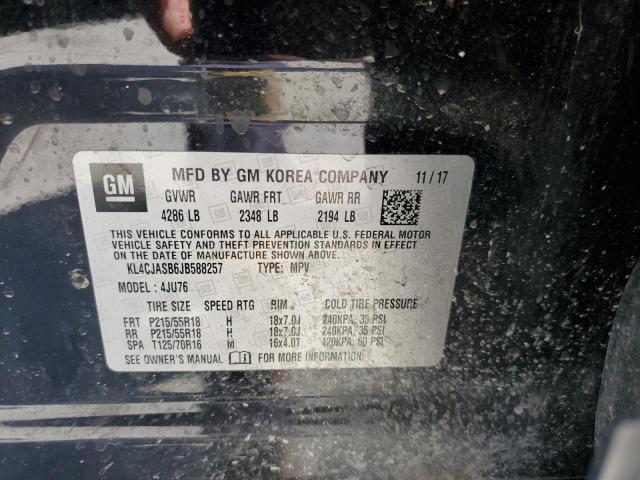 GM MFD BY GM KOREA COMPANY 11/17
GVWR GAWR FRT GAWR RR
4286 LB 2348 LB 2194 LB
THIS VEHICLE CONFORMS TO ALL APPLICABLE U.S. FEDERAL MOTOR
VEHICLE SAFETY AND THEFT PREVENTION STANDARDS IN EFFECT
ON THE DATE OF MANUFACTURE SHOWN ABOVE.
KL4CJASB6JB588257 TYPE: MPV
MODEL: 4JU76
TIRE SIZE SPEED RTG RIM COLD TIRE PRESSURE
FRT P215/55R18 H 18x7.0J 240KPA, 35 PSI
RR P215/55R18 H 18x7.0J 240KPA, 35 PSI
SPA T125/70R16 M 16x4.0T 420KPA, 60 PSI
SEE OWNER'S MANUAL FOR MORE INFORMATION.